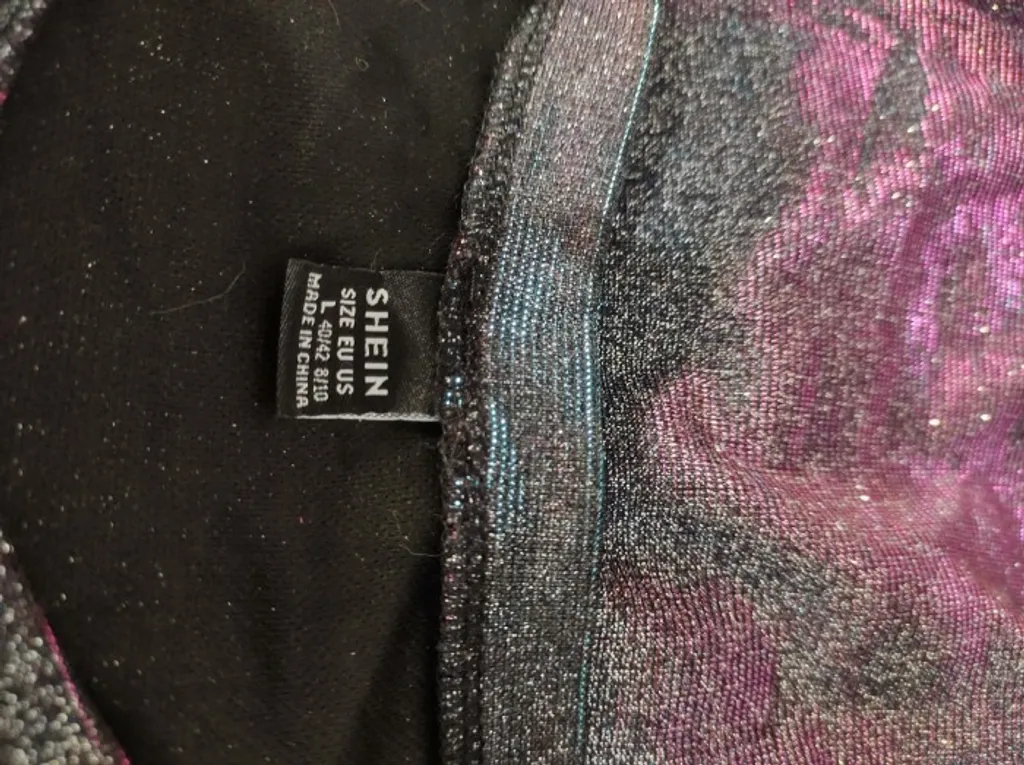 SHEIN
SIZE EU US
L 40/42 8/10
MADE IN CHINA